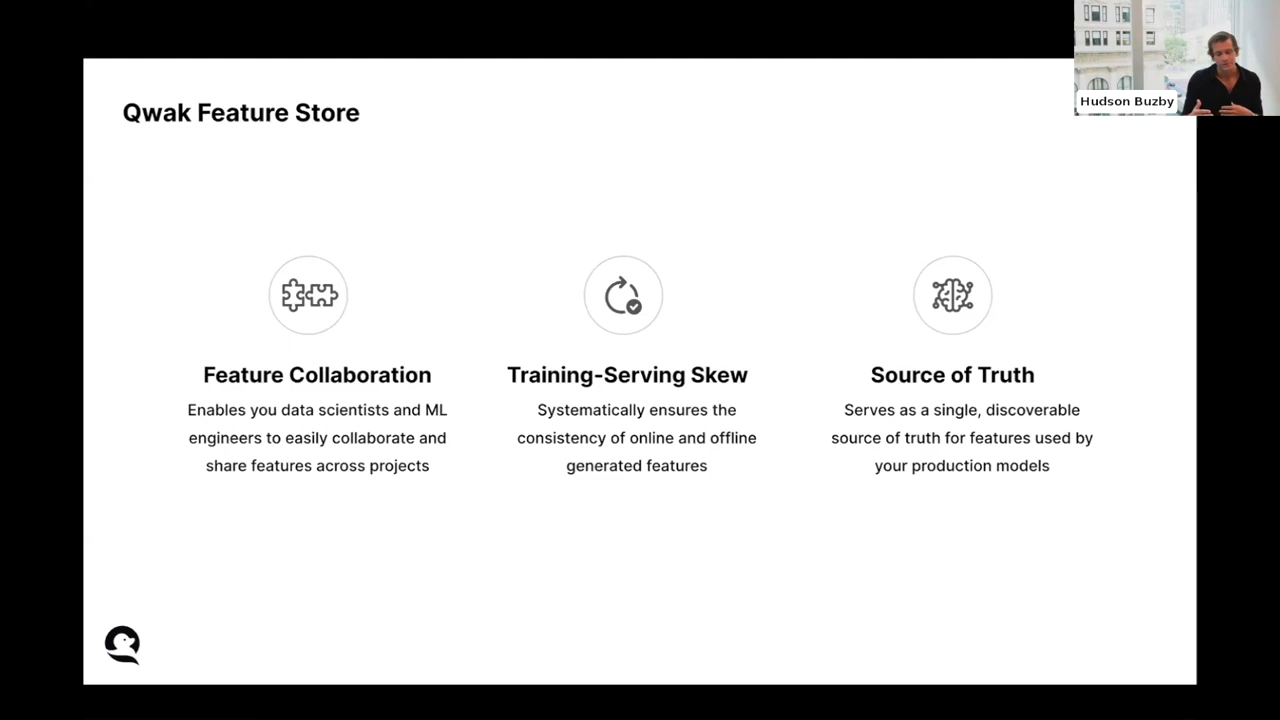 Hudson Buzby
Qwak Feature Store
Feature Collaboration
Enables you data scientists and ML
engineers to easily collaborate and
share features across projects
Training-Serving Skew
Systematically ensures the
consistency of online and offline
generated features
Source of Truth
Serves as a single, discoverable
source of truth for features used by
your production models